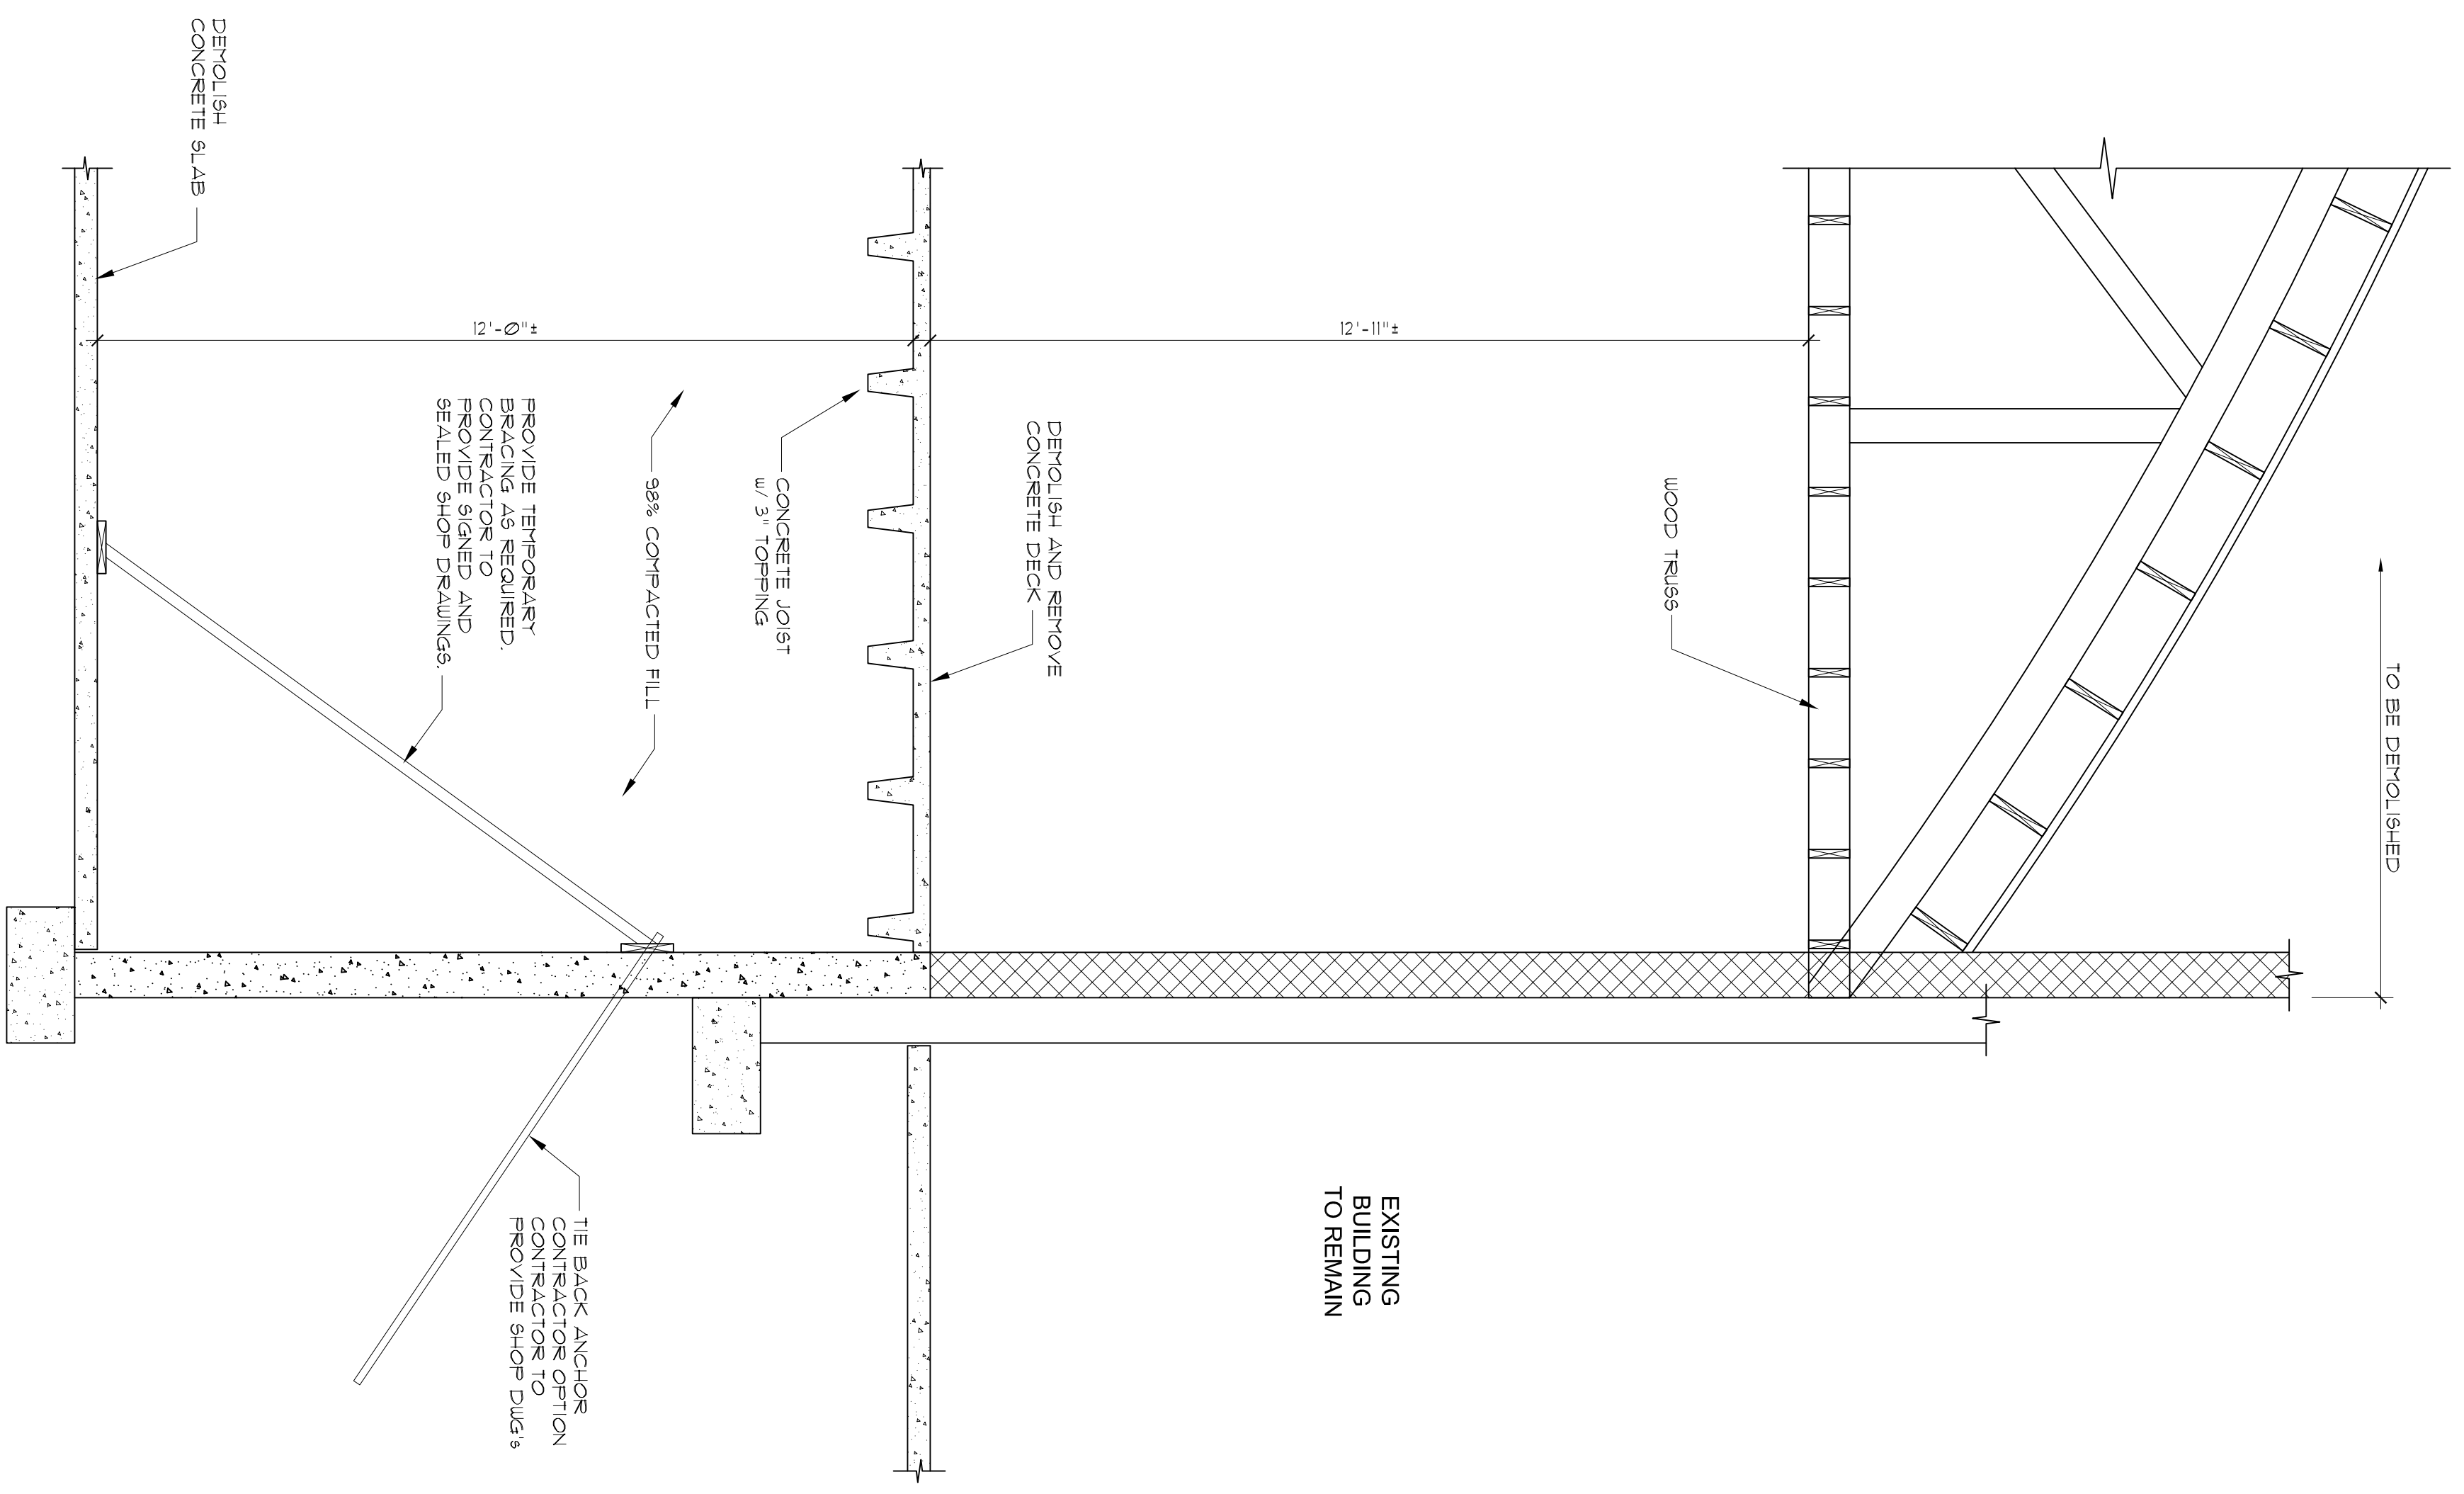 TO BE DEMOLISHED
WOOD TRUSS
EXISTING
BUILDING
TO REMAIN
12'-11"±
DEMOLISH AND REMOVE
CONCRETE DECK
CONCRETE JOIST
w/ 3" TOPPING
98% COMPACTED FILL
12'-0"±
PROVIDE TEMPORARY
BRACING AS REQUIRED.
CONTRACTOR TO
PROVIDE SIGNED AND
SEALED SHOP DRAWINGS.
TIE BACK ANCHOR
CONTRACTOR OPTION
CONTRACTOR TO
PROVIDE SHOP DWG's
DEMOLISH
CONCRETE SLAB